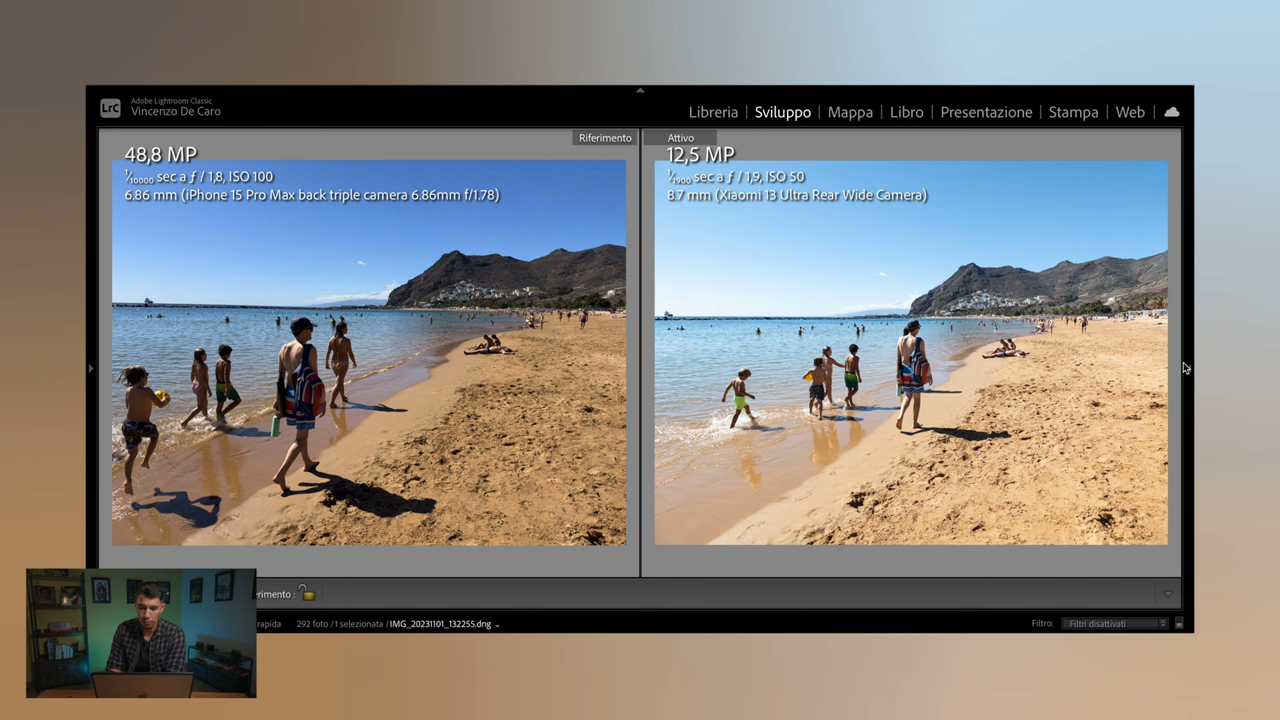 Lrc
Adobe Lightroom Classic
Vincenzo De Caro
Libreria | Sviluppo | Mappa | Libro | Presentazione | Stampa | Web |
Riferimento
48,8 MP
1/10000 sec a ƒ / 1,8, ISO 100
6.86 mm (iPhone 15 Pro Max back triple camera 6.86mm f/1.78)
Attivo
12,5 MP
1/1900 sec a ƒ / 1,9, ISO 50
8.7 mm (Xiaomi 13 Ultra Rear Wide Camera)
erimento :
rapida 292 foto / 1 selezionata / IMG_20231101_132255.dng
Filtro: Filtri disattivati